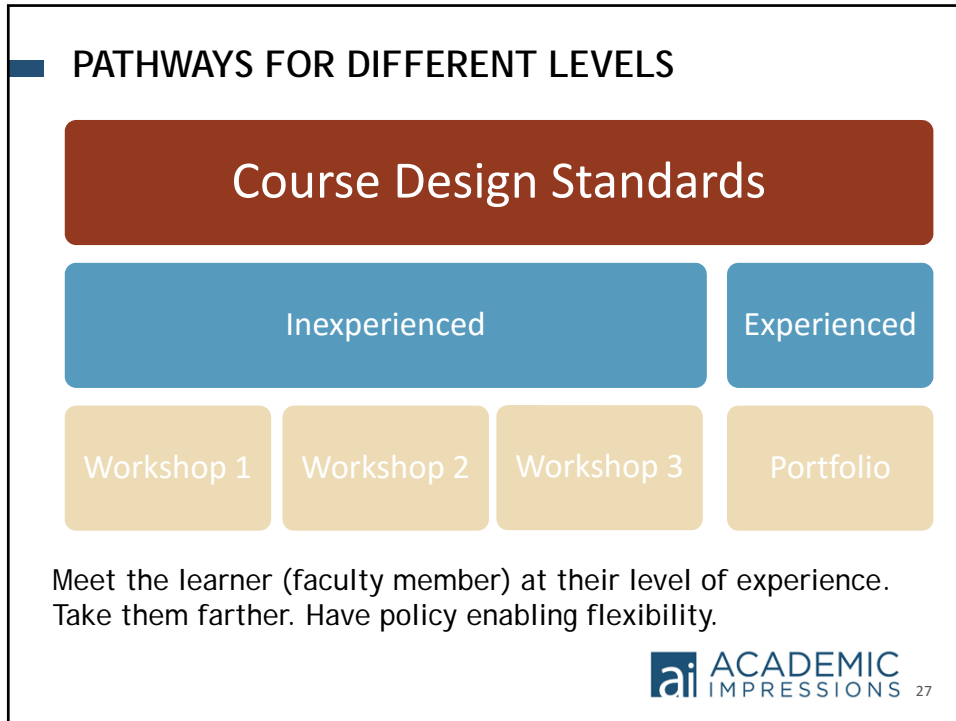 PATHWAYS FOR DIFFERENT LEVELS
Course Design Standards
Inexperienced
Experienced
Workshop 1
Workshop 2
Workshop 3
Portfolio
Meet the learner (faculty member) at their level of experience.
Take them farther. Have policy enabling flexibility.
ai
ACADEMIC
IMPRESSIONS
27